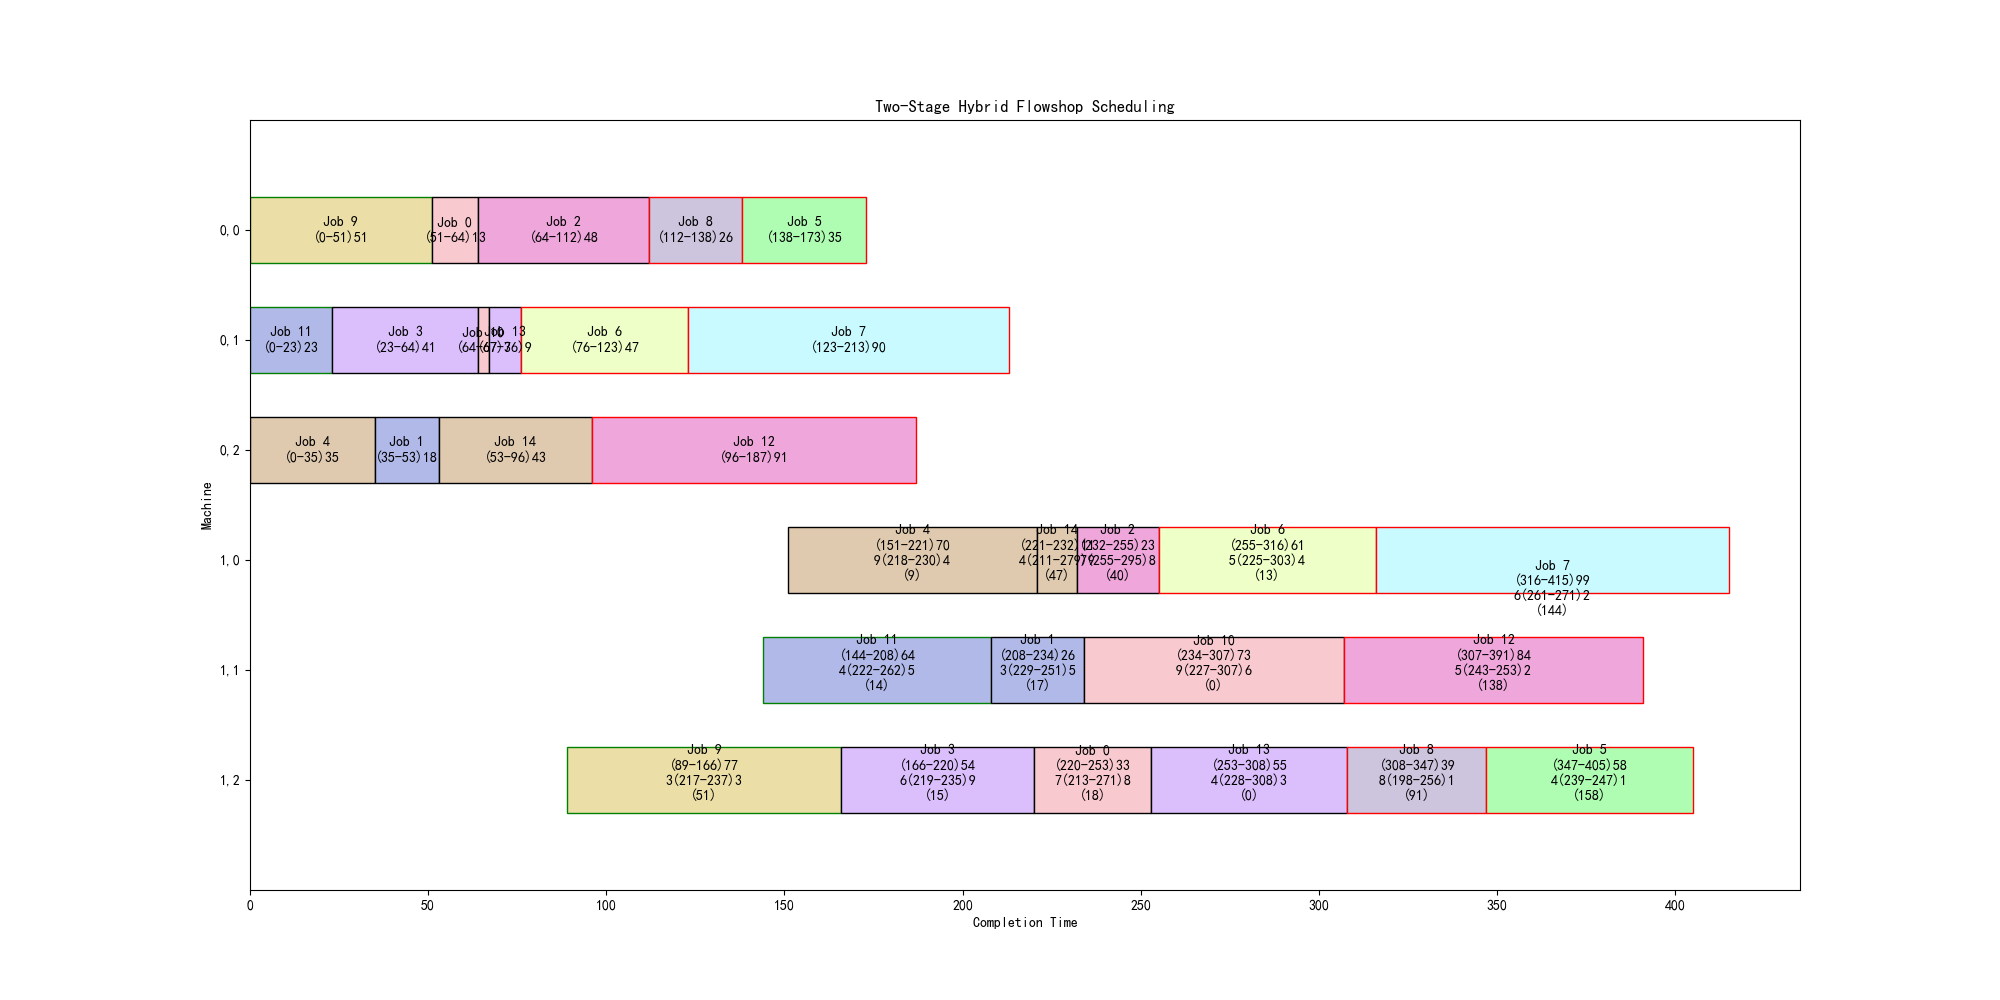 Two-Stage Hybrid Flowshop Scheduling
Machine
0,0
Job 9
(0-51)51
Job 0
(51-64)13
Job 2
(64-112)48
Job 8
(112-138)26
Job 5
(138-173)35
0,1
Job 11
(0-23)23
Job 3
(23-64)41
Job 10
Job 13
(67-76)9
Job 6
(76-123)47
Job 7
(123-213)90
0,2
Job 4
(0-35)35
Job 1
(35-53)18
Job 14
(53-96)43
Job 12
(96-187)91
1,0
Job 4
(151-221)70
9(218-230)4
(9)
Job 14
(221-232)11
4(211-279)
(47)
Job 2
(232-255)23
(255-295)8
(40)
Job 6
(255-316)61
5(225-303)4
(13)
Job 7
(316-415)99
6(261-271)2
(144)
1,1
Job 11
(144-208)64
4(222-262)5
(14)
Job 1
(208-234)26
3(229-251)5
(17)
Job 10
(234-307)73
9(227-307)6
(0)
Job 12
(307-391)84
5(243-253)2
(138)
1,2
Job 9
(89-166)77
3(217-237)3
(51)
Job 3
(166-220)54
6(219-235)9
(15)
Job 0
(220-253)33
7(213-271)8
(18)
Job 13
(253-308)55
4(228-308)3
(0)
Job 8
(308-347)39
8(198-256)1
(91)
Job 5
(347-405)58
4(239-247)1
(158)
0 50 100 150 200 250 300 350 400
Completion Time